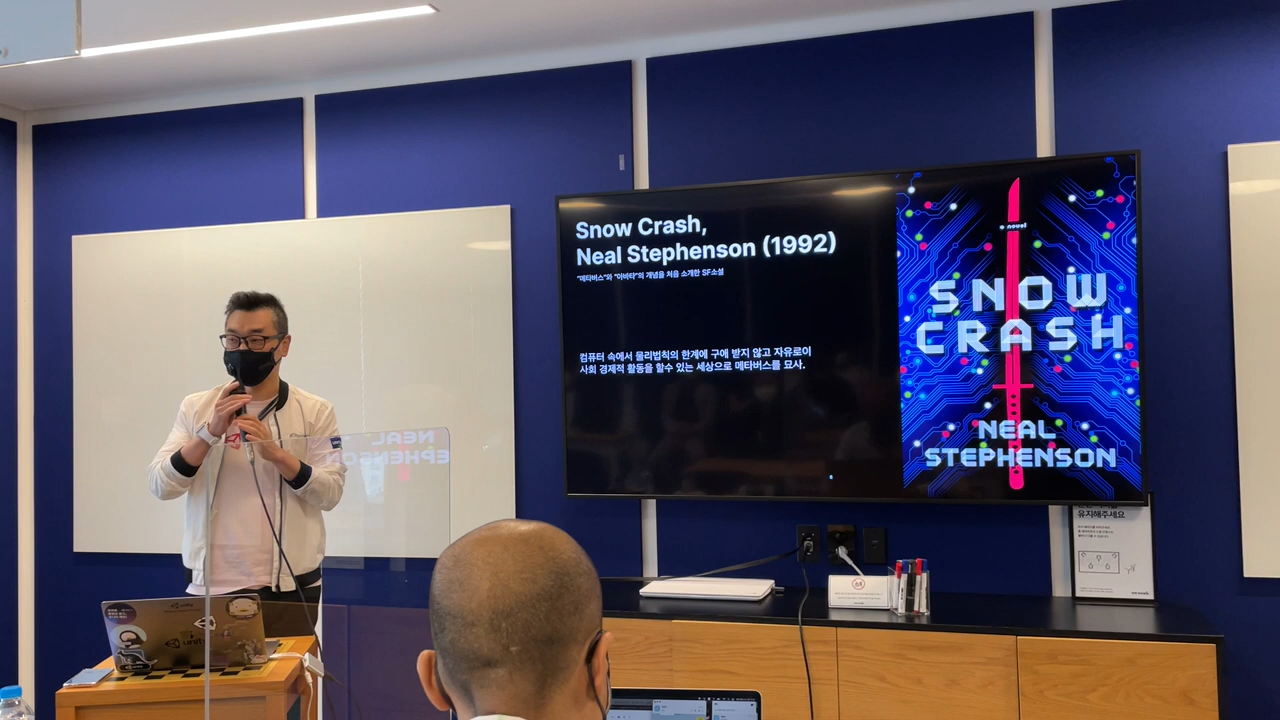 Snow Crash,
Neal Stephenson (1992)
"메타버스"와 "아바타"의 개념을 처음 소개한 SF소설
컴퓨터 속에서 물리법칙의 한계에 구애 받지 않고 자유로이
사회 경제적 활동을 할수 있는 세상으로 메타버스를 묘사.
a novel
SNOW
CRASH
NEAL
STEPHENSON
유지해주세요
unity
unity